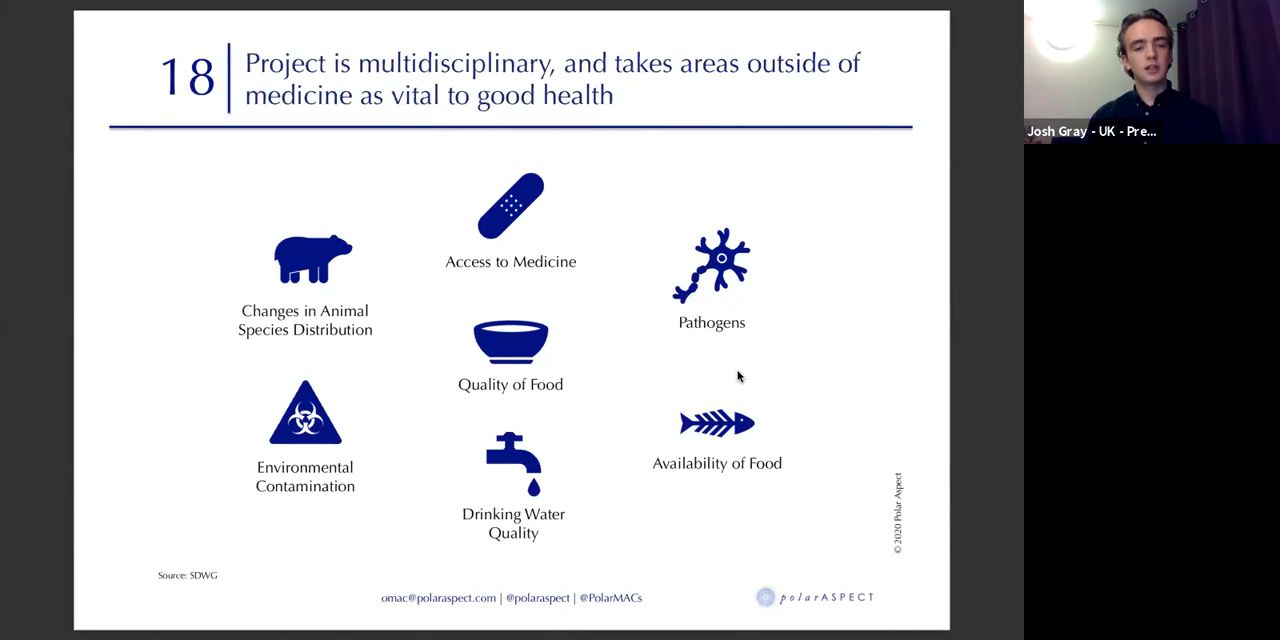 18
Project is multidisciplinary, and takes areas outside of
medicine as vital to good health
Josh Gray - UK - Pre...
Access to Medicine
Changes in Animal
Species Distribution
Pathogens
Quality of Food
Environmental
Contamination
Availability of Food
Drinking Water
Quality
© 2020 Polar Aspect
Source: SDWG
omac@polaraspect.com | @polaraspect | @PolarMACs
polarASPECT